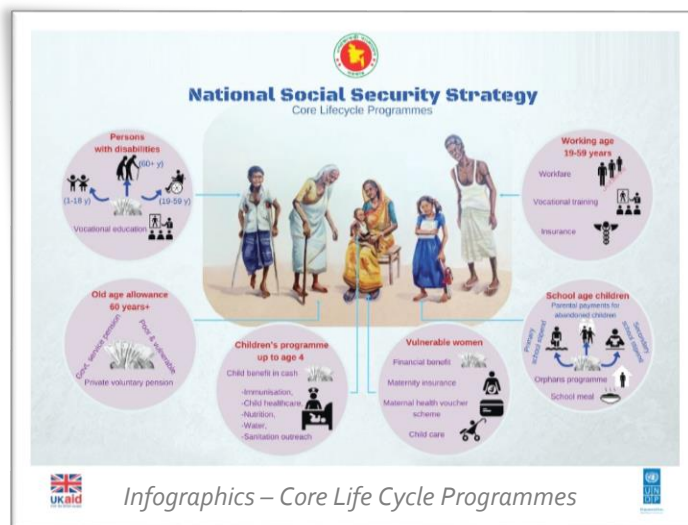 National Social Security Strategy
Core Lifecycle Programmes
Persons
with disabilities
(60+ y)
(1-18 y)
(19-59 y)
Vocational education
Working age
19-59 years
Workfare
Vocational training
Insurance
Old age allowance
60 years+
Govt. service pension
Poor & vulnerable
Private voluntary pension
Children's programme
up to age 4
Child benefit in cash
-Immunisation,
-Child healthcare,
-Nutrition,
-Water,
-Sanitation outreach
Vulnerable women
Financial benefit
Maternity insurance
Maternal health voucher
scheme
Child care
School age children
Parental payments for
abandoned children
Primary
school stipend
Secondary
school stipend
Orphans programme
School meal
UKaid
Infographics – Core Life Cycle Programmes
U N
D P